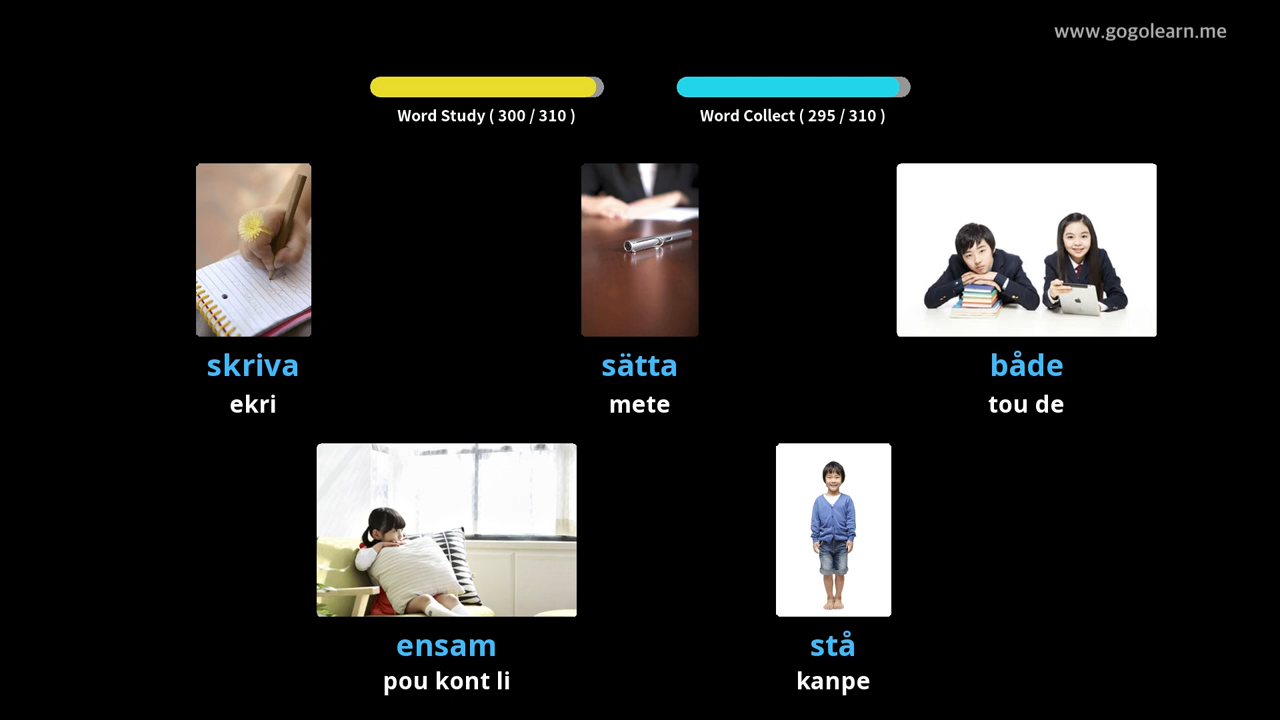 www.gogolearn.me
Word Study ( 300 / 310 )
Word Collect ( 295 / 310 )
skriva
ekri
sätta
mete
både
tou de
ensam
pou kont li
stå
kanpe